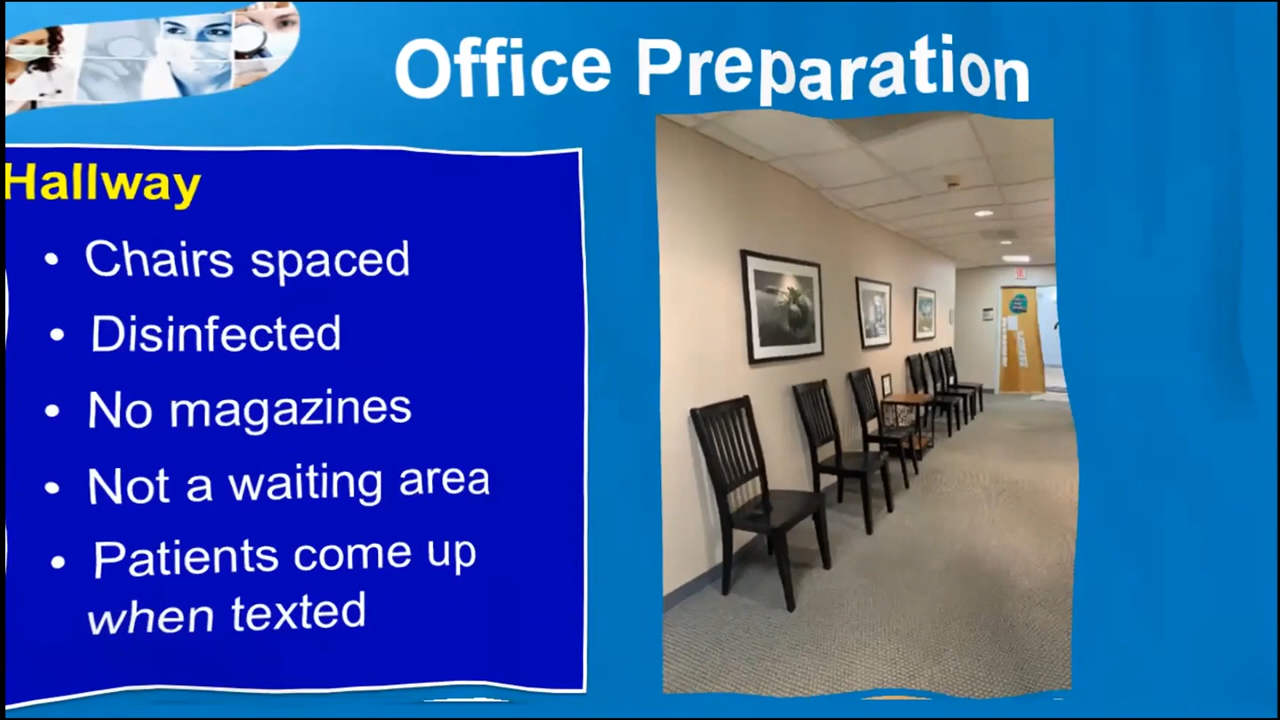 Office Preparation
Hallway
• Chairs spaced
• Disinfected
• No magazines
• Not a waiting area
• Patients come up
when texted